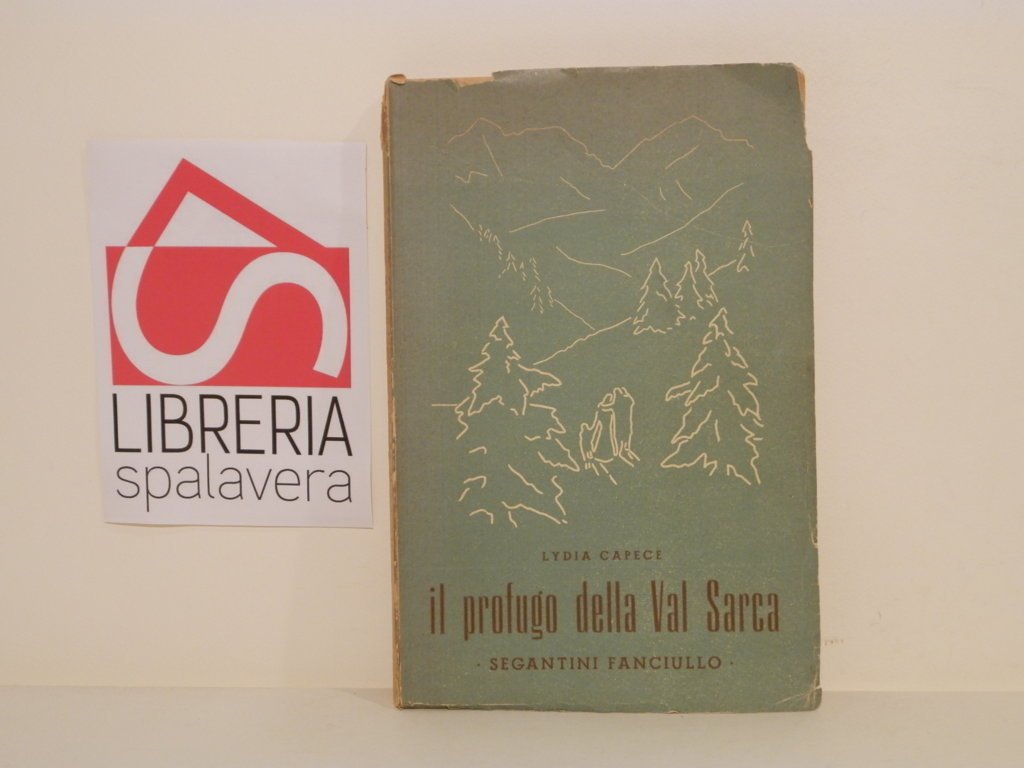 LIBRERIA
spalavera
LYDIA CAPECE
il profugo della Val Sarca
· SEGANTINI FANCIULLO ·